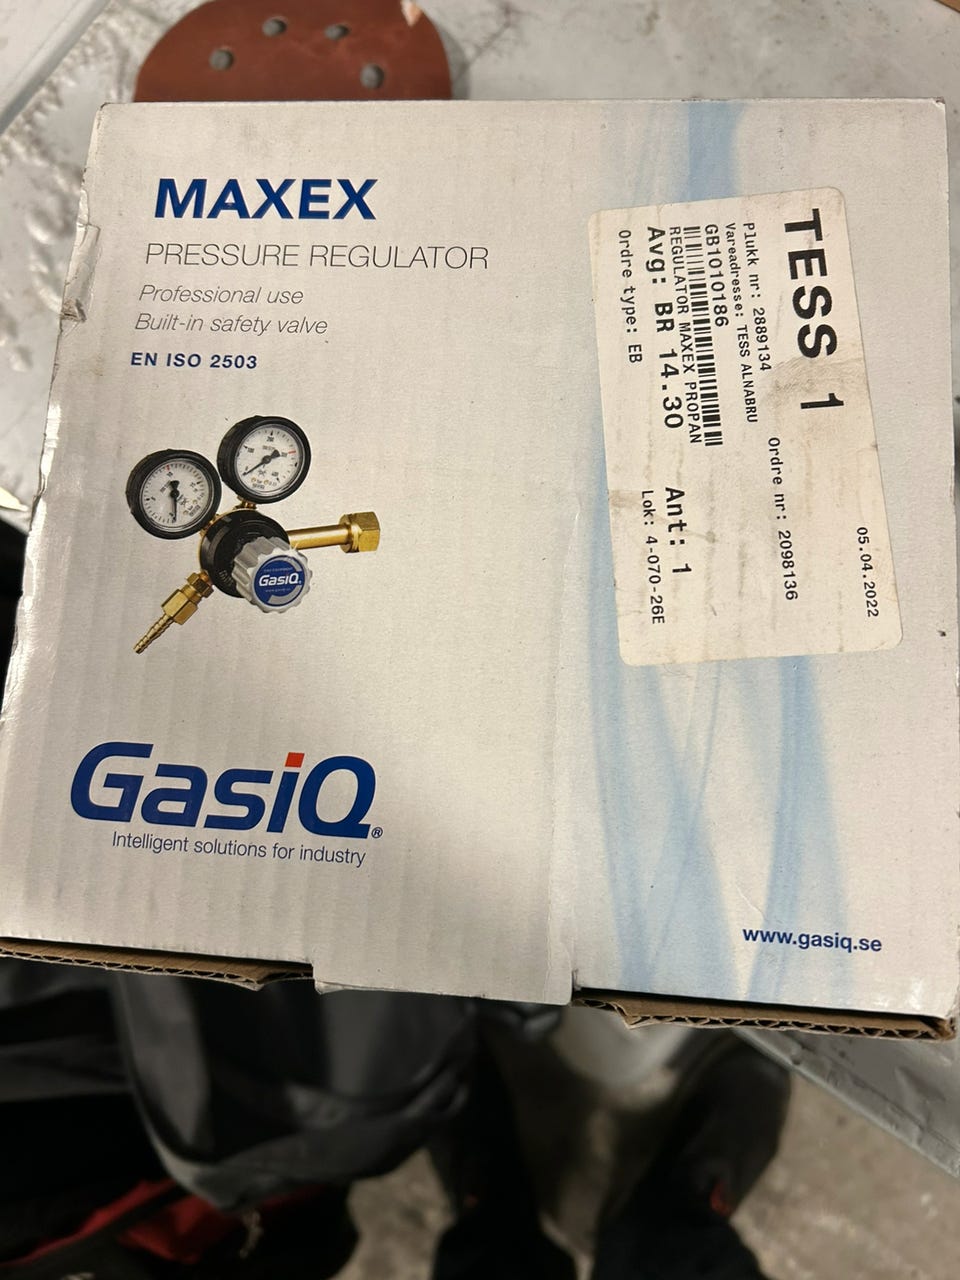 MAXEX
PRESSURE REGULATOR
Professional use
Built-in safety valve
EN ISO 2503
GasiQ
GasiQ®
Intelligent solutions for industry
TESS 1
05.04.2022
Plukk nr: 2889134 Ordre nr: 2098136
Vareadresse: TESS ALNABRU
GB1010186
REGULATOR MAXEX PROPAN
Avg: BR 14.30 Ant: 1
Ordre type: EB Lok: 4-070-26E
www.gasiq.se